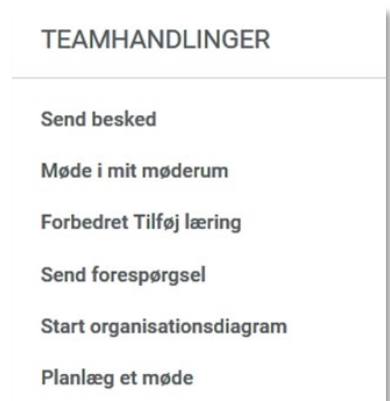 TEAMHANDLINGER
Send besked
Møde i mit møderum
Forbedret Tilføj læring
Send forespørgsel
Start organisationsdiagram
Planlæg et møde